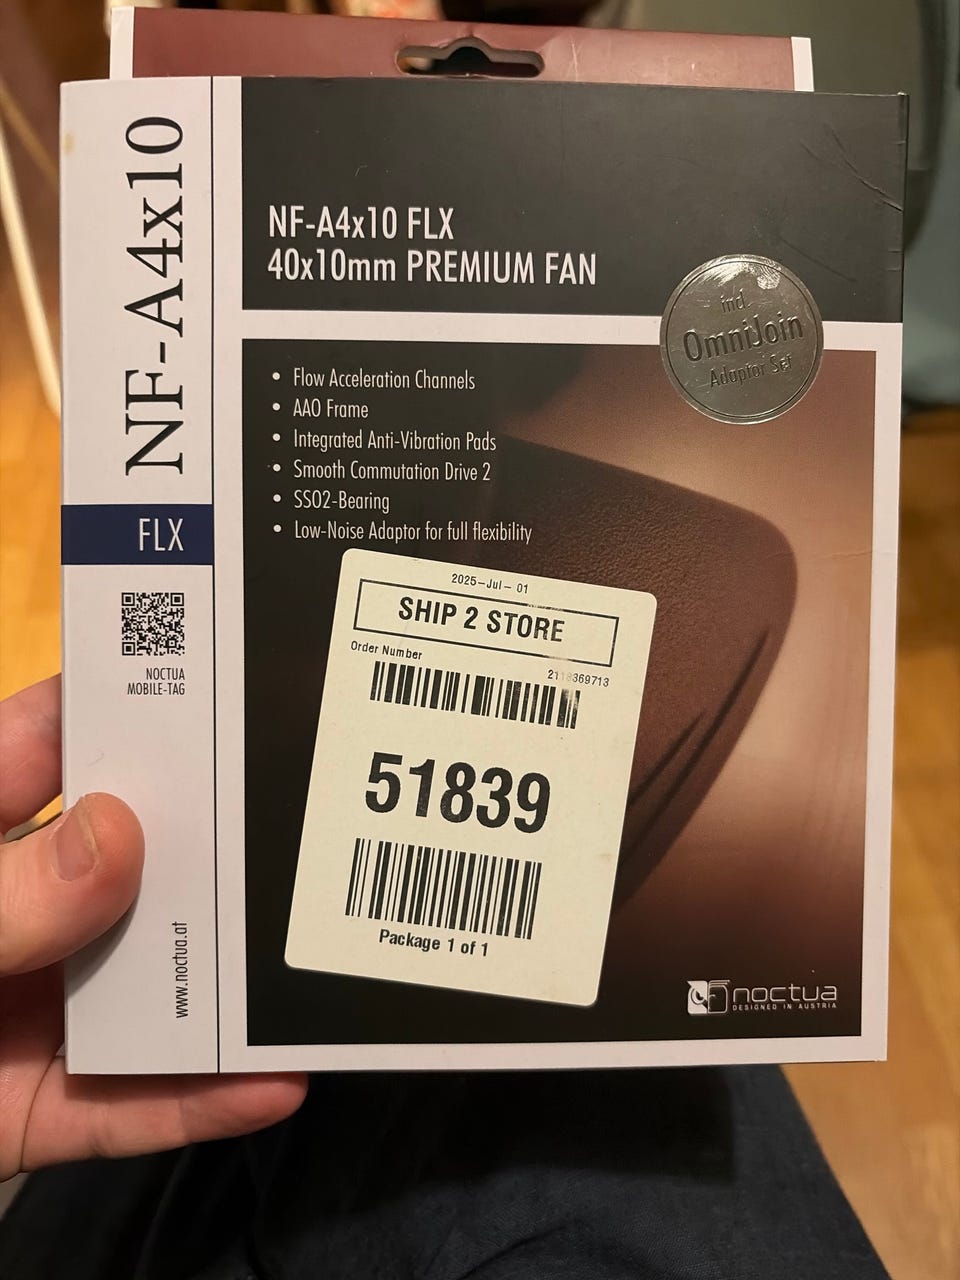 NF-A4x10
FLX
NOCTUA
MOBILE-TAG
www.noctua.at
NF-A4x10 FLX
40x10mm PREMIUM FAN
incl.
OmniJoin
Adaptor Set
• Flow Acceleration Channels
• AAO Frame
• Integrated Anti-Vibration Pads
• Smooth Commutation Drive 2
• SSO2-Bearing
• Low-Noise Adaptor for full flexibility
2025-Jul-01
SHIP 2 STORE
Order Number
51839
Package 1 of 1
noctua
DESIGNED IN AUSTRIA